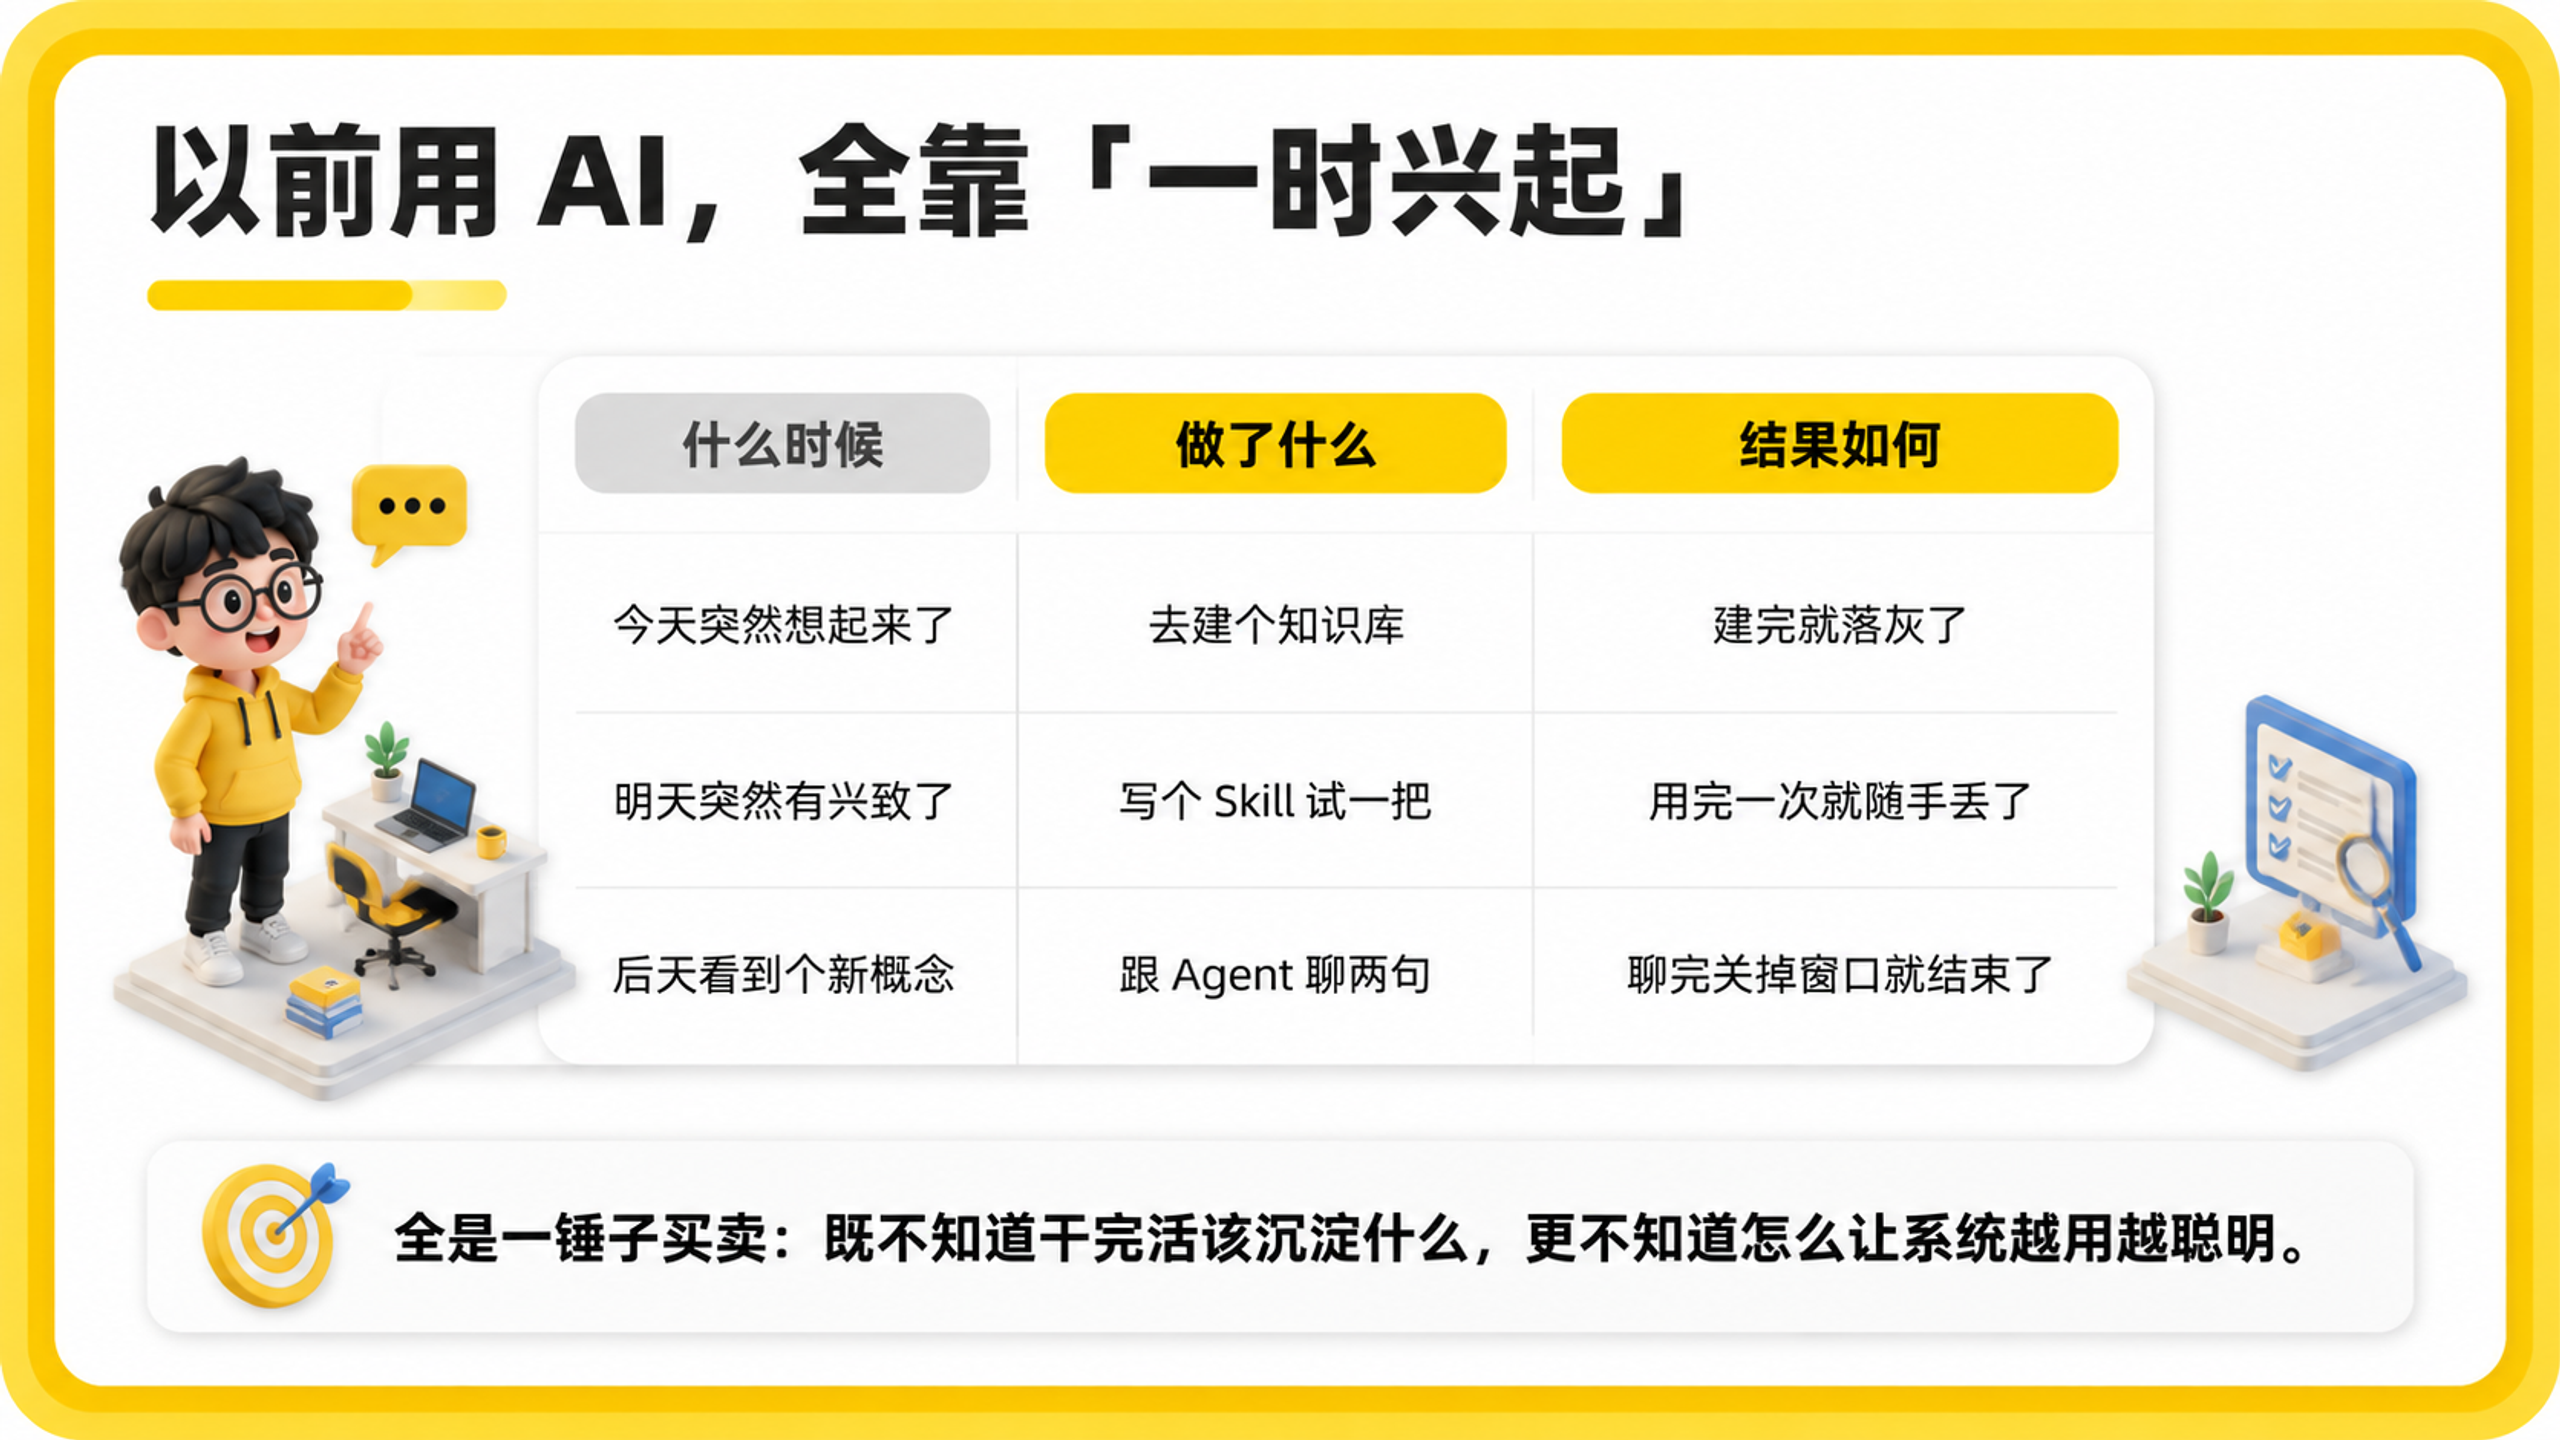 以前用 AI，全靠「一时兴起」
什么时候 做了什么 结果如何
今天突然想起来了 去建个知识库 建完就落灰了
明天突然有兴致了 写个 Skill 试一把 用完一次就随手丢了
后天看到个新概念 跟 Agent 聊两句 聊完关掉窗口就结束了
全是一锤子买卖：既不知道干完活该沉淀什么，更不知道怎么让系统越用越聪明。